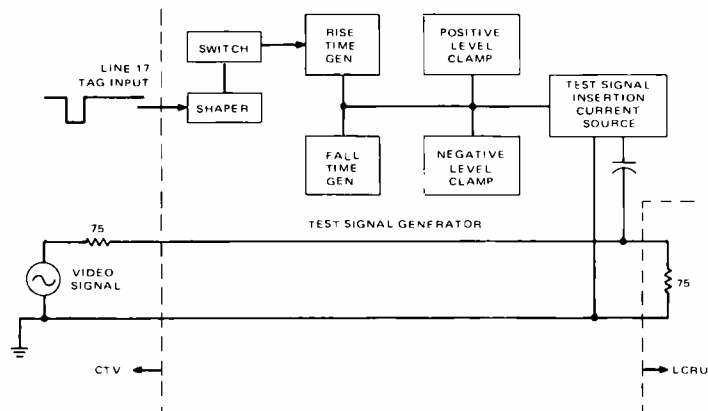 LINE 17
TAG INPUT
SWITCH
SHAPER
RISE
TIME
GEN
POSITIVE
LEVEL
CLAMP
FALL
TIME
GEN
NEGATIVE
LEVEL
CLAMP
TEST SIGNAL
INSERTION
CURRENT
SOURCE
TEST SIGNAL GENERATOR
75
VIDEO
SIGNAL
75
CTV
LCRU